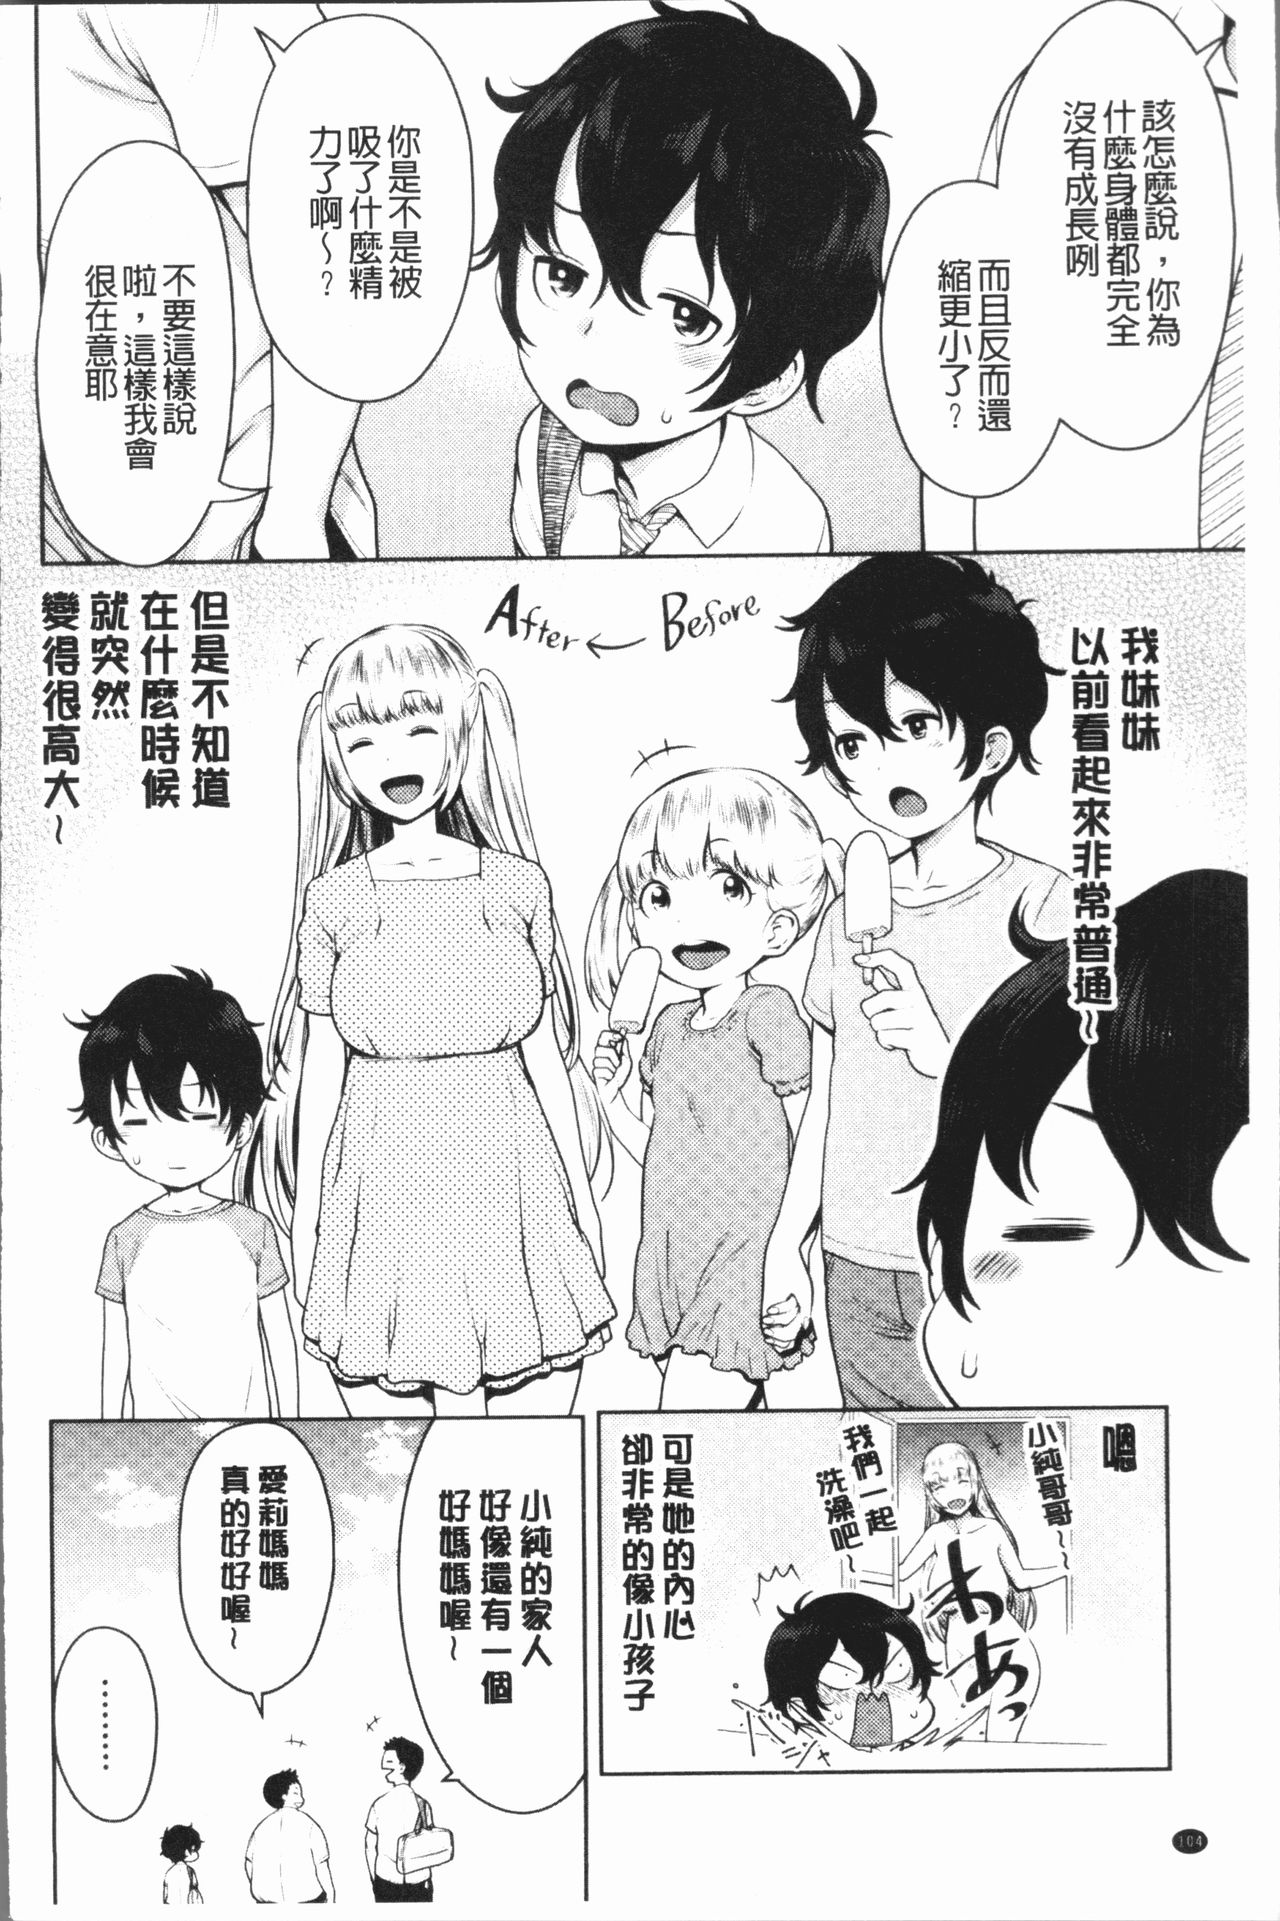 該怎麼說，你為
什麼身體都完全
沒有成長咧
而且反而還
縮更小了？
你是不是被
吸了什麼精
力了啊～？
不要這樣說
啦，這樣我會
很在意耶
Before
After
我妹妹
以前看起來非常普通～
但是不知道
在什麼時候
就突然
變得很高大～
嗯
小純哥哥～～
我們一起
洗澡吧～
わあっ
バシャ
可是她的內心
卻非常的像小孩子
小純的家人
好像還有一個
好媽媽喔～
愛莉媽媽
真的好好喔～
………
104